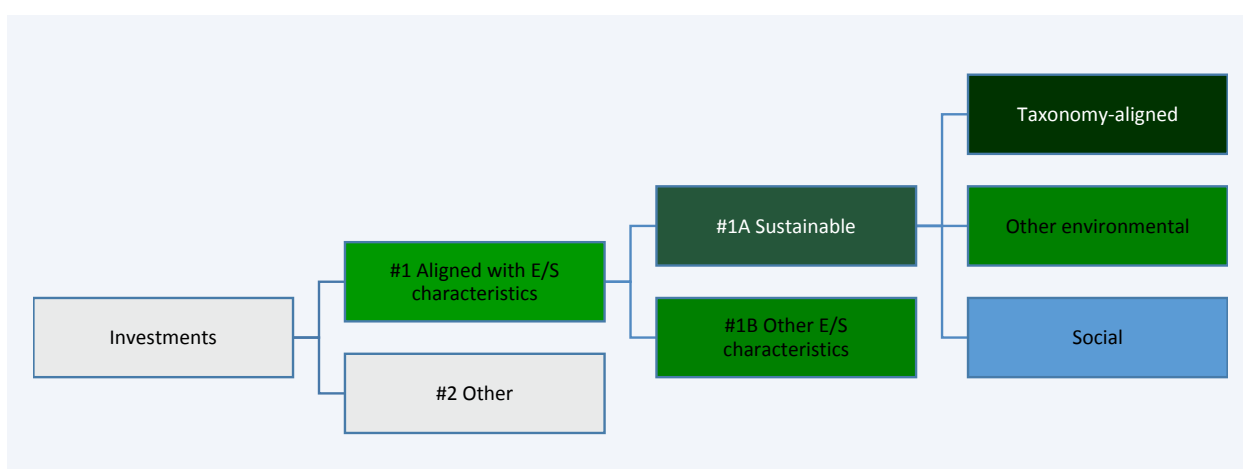 Investments
#1 Aligned with E/S
characteristics
#2 Other
#1A Sustainable
#1B Other E/S
characteristics
Taxonomy-aligned
Other environmental
Social